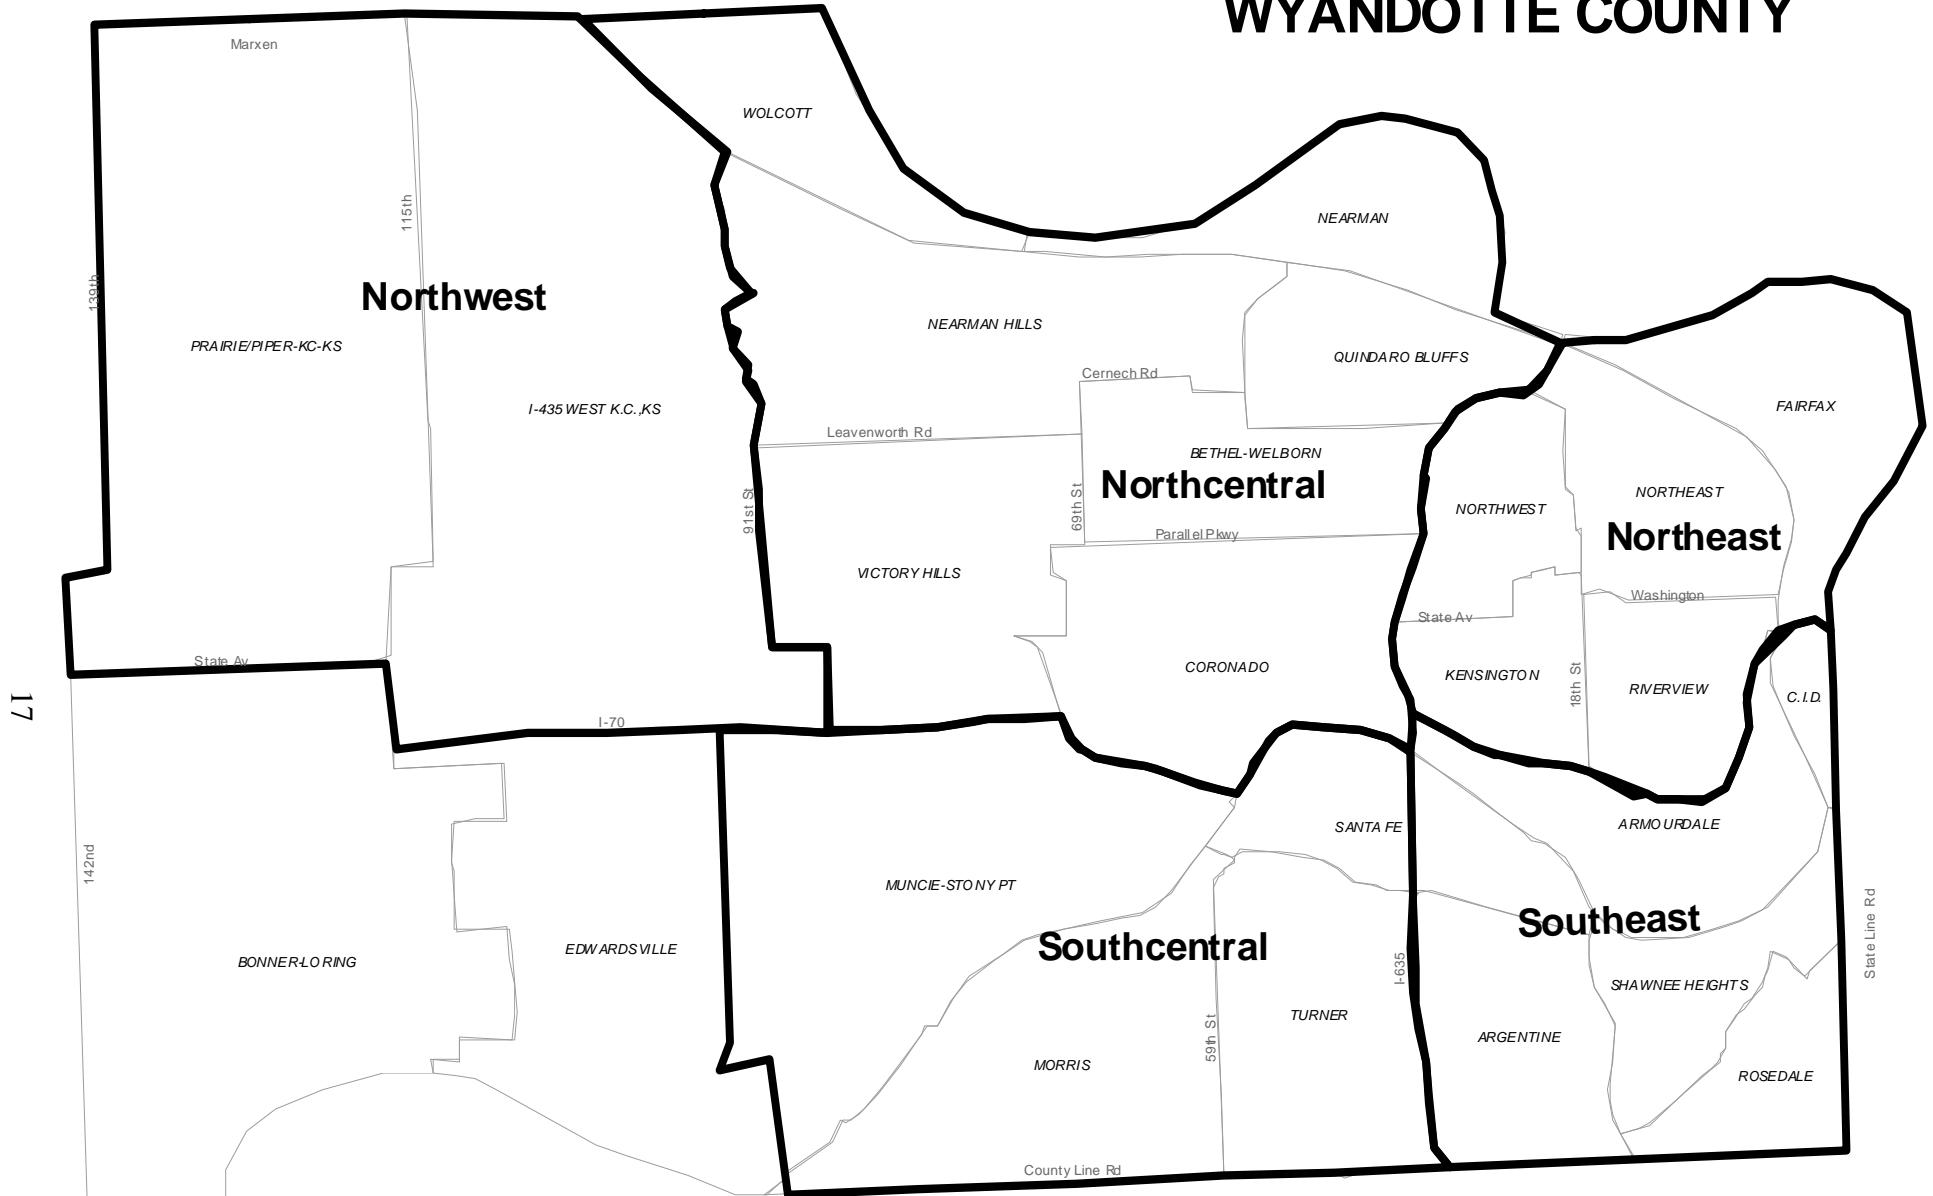 WYANDOTTE COUNTY
Marxen
WOLCOTT
115th
NEARMAN
139th
Northwest
NEARMAN HILLS
PRAIRIE/PIPER-KC-KS
QUINDARO BLUFFS
Cernech Rd
I-435 WEST K.C.,KS
FAIRFAX
Leavenworth Rd
BETHEL-WELBORN
Northcentral
NORTHEAST
91st St
69th St
NORTHWEST
Parallel Pkwy
Northeast
VICTORY HILLS
Washington
State Av
State Av
CORONADO
KENSINGTON
18th St
RIVERVIEW
C.I.D.
17
I-70
SANTA FE
ARMOURDALE
142nd
MUNCIE-STONY PT
Southeast
State Line Rd
EDWARDSVILLE
Southcentral
BONNER-LORING
I-635
SHAWNEE HEIGHTS
TURNER
59th St
ARGENTINE
MORRIS
ROSEDALE
County Line Rd